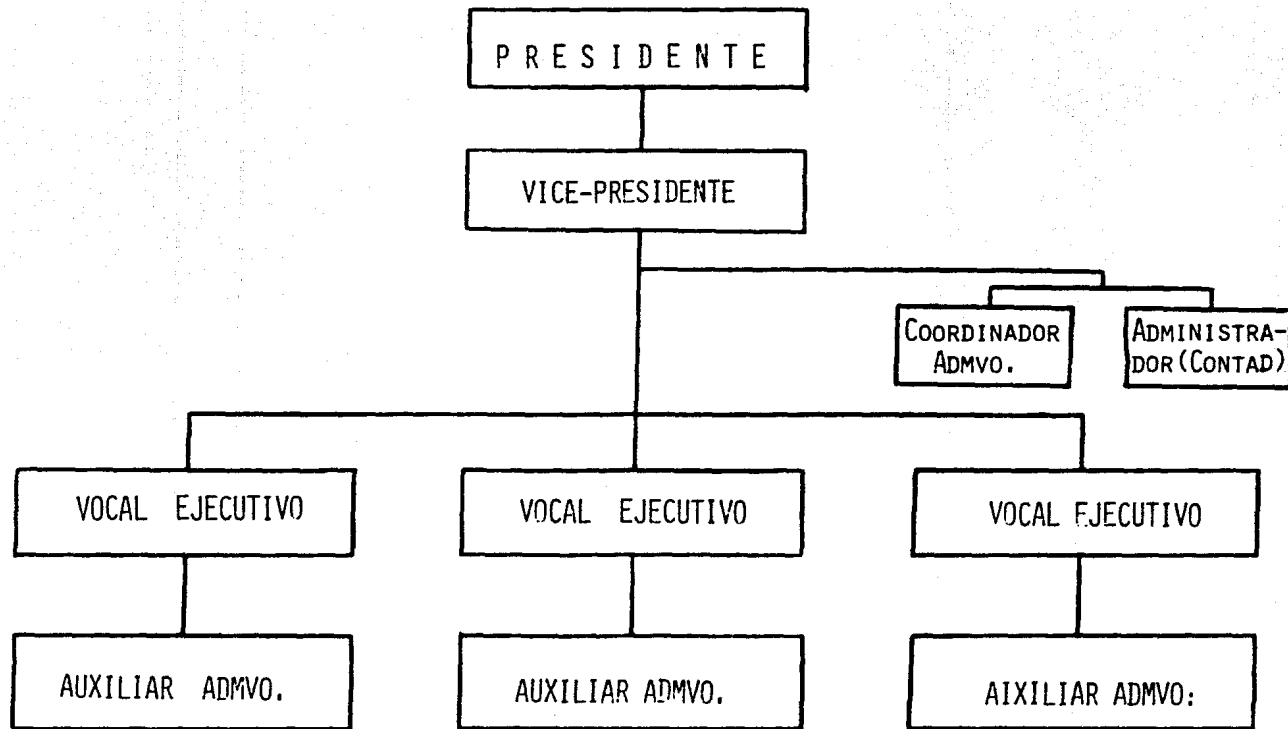 PRESIDENTE
VICE-PRESIDENTE
COORDINADOR
ADMVO.
ADMINISTRA-
DOR(CONTAD)
VOCAL EJECUTIVO
VOCAL EJECUTIVO
VOCAL EJECUTIVO
AUXILIAR ADMVO.
AUXILIAR ADMVO.
AIXILIAR ADMVO: